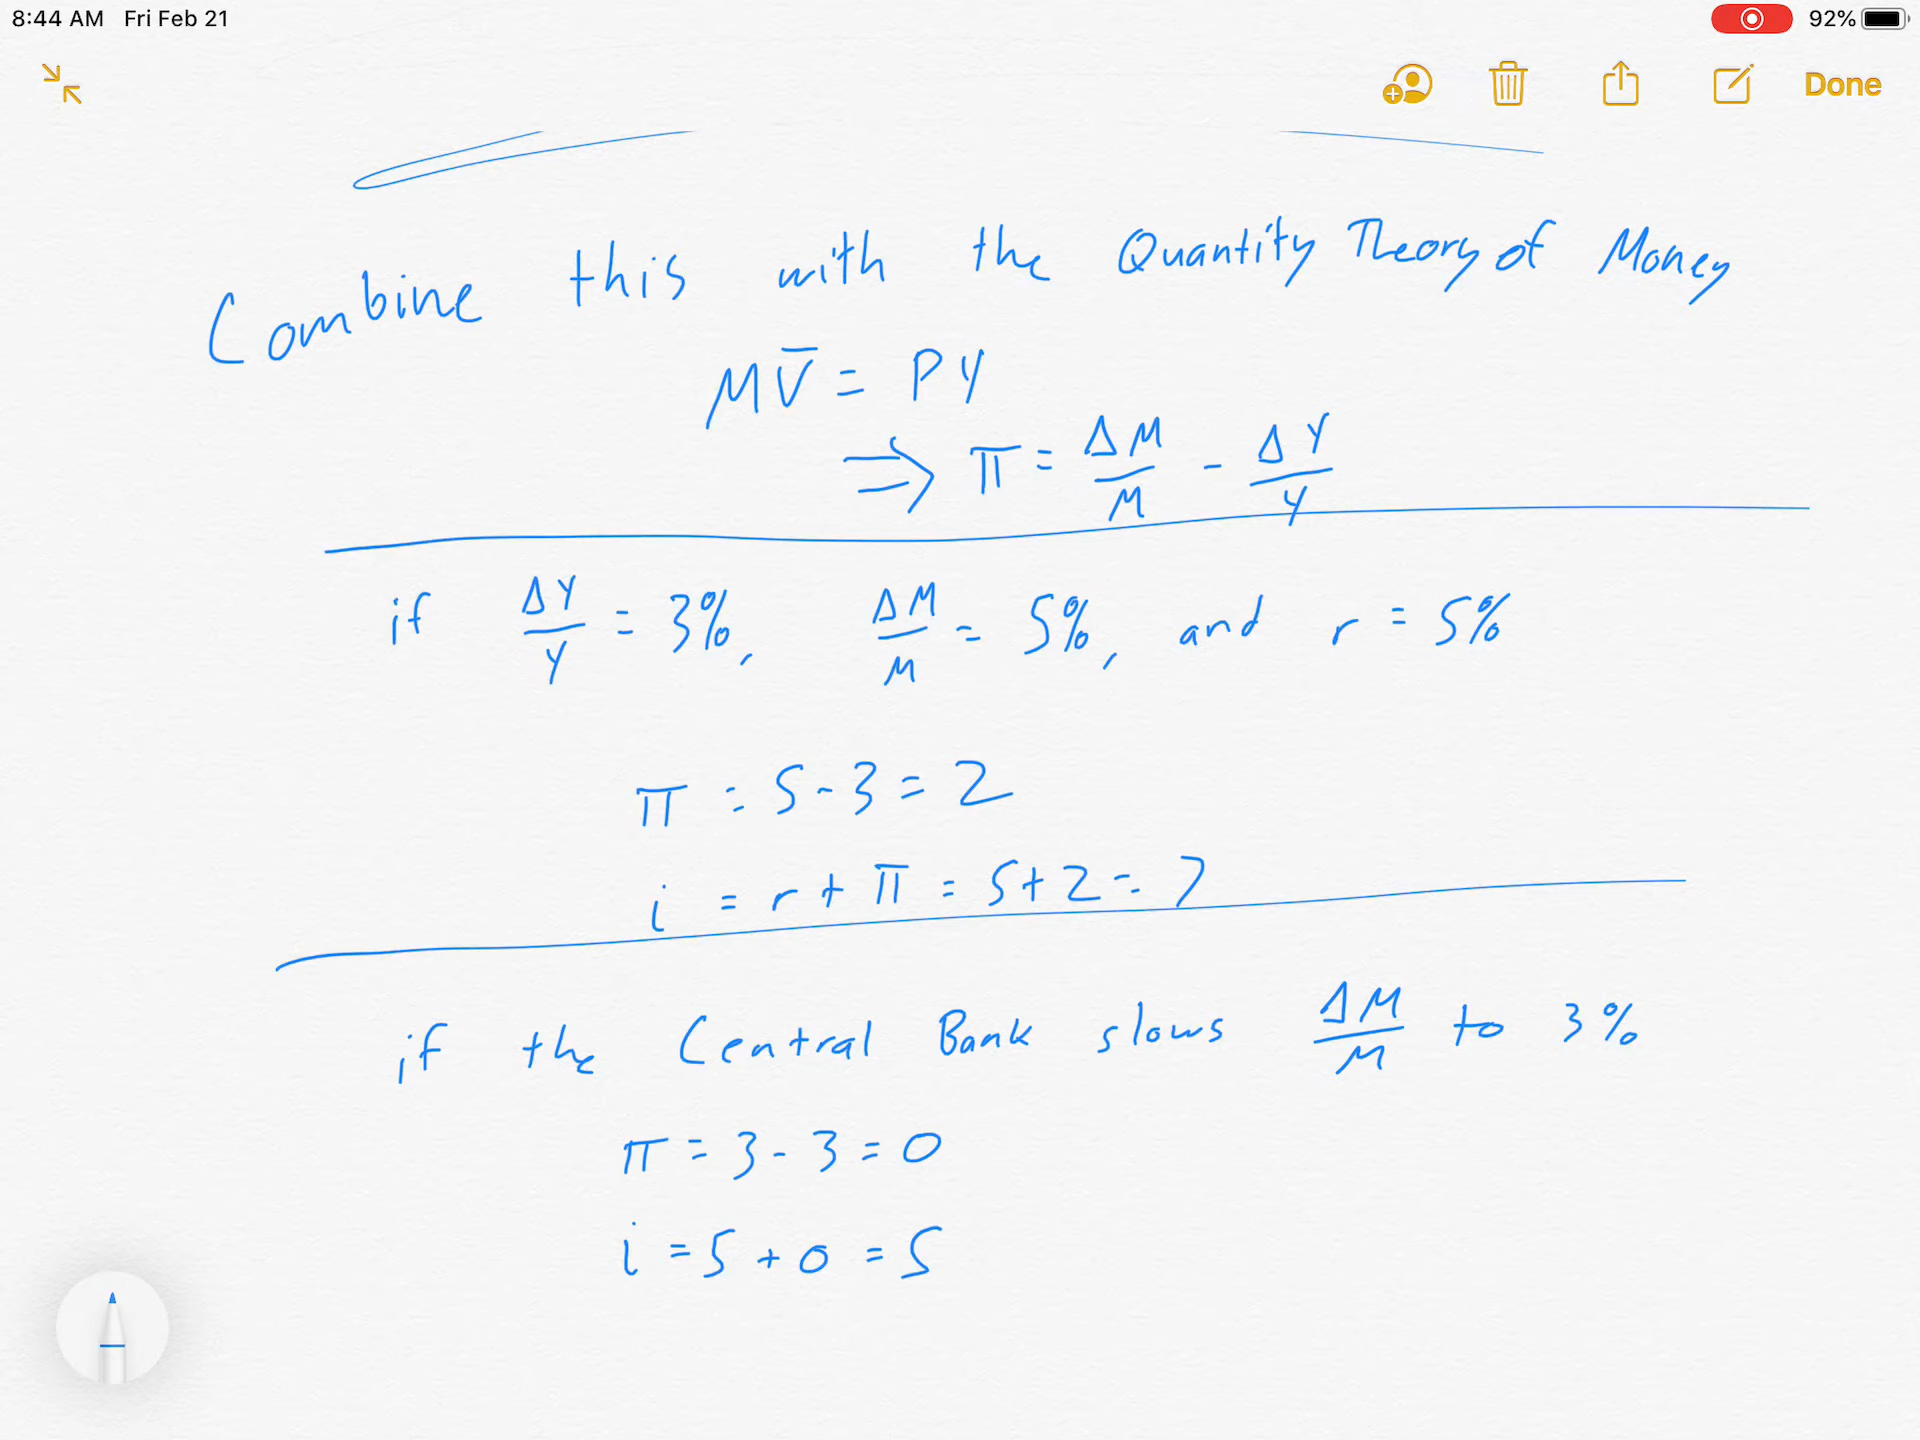 8:44 AM Fri Feb 21 92%
Done
Combine this with the Quantity Theory of Money
MV̅ = PY
⇒ π = ΔM/M - ΔY/Y
if ΔY/Y = 3%, ΔM/M = 5%, and r = 5%
π = 5 - 3 = 2
i = r + π = 5 + 2 = 7
if the Central Bank slows ΔM/M to 3%
π = 3 - 3 = 0
i = 5 + 0 = 5